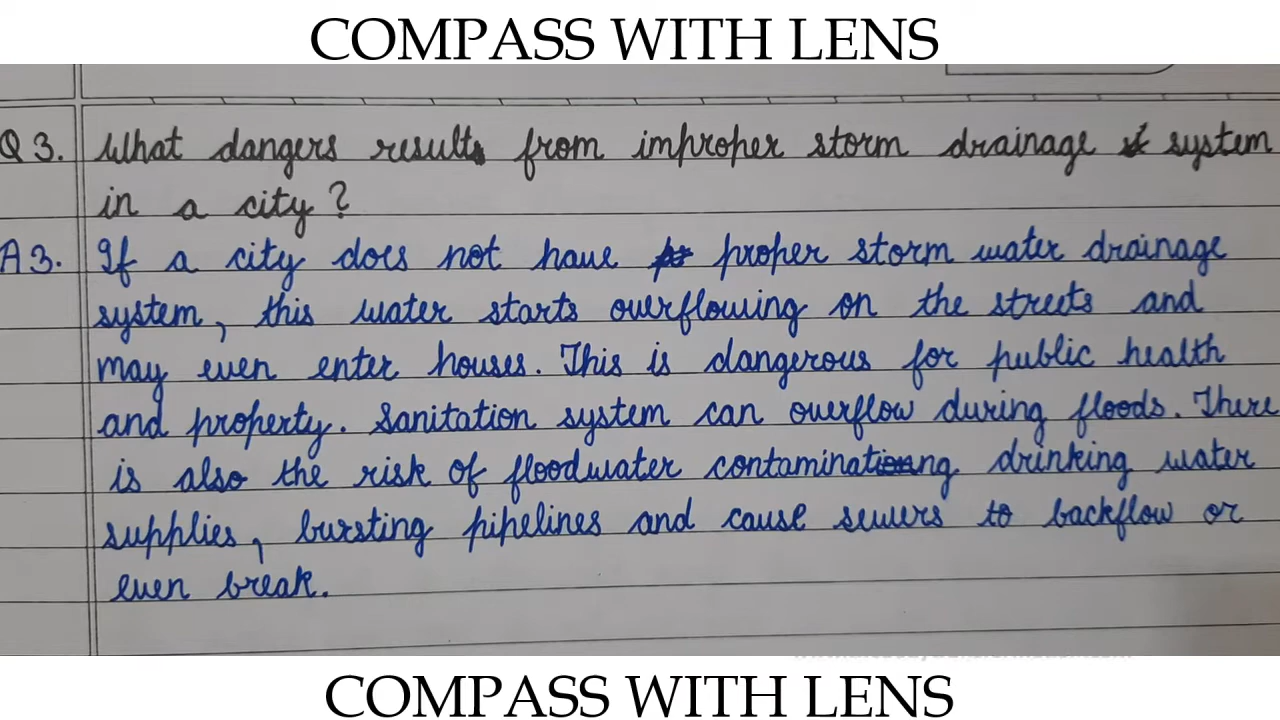 COMPASS WITH LENS
Q 3. What dangers results from improper storm drainage system
in a city?
A 3. If a city does not have proper storm water drainage
system, this water starts overflowing on the streets and
may even enter houses. This is dangerous for public health
and property. Sanitation system can overflow during floods. There
is also the risk of floodwater contaminating drinking water
supplies, bursting pipelines and cause sewers to backflow or
even break.
COMPASS WITH LENS